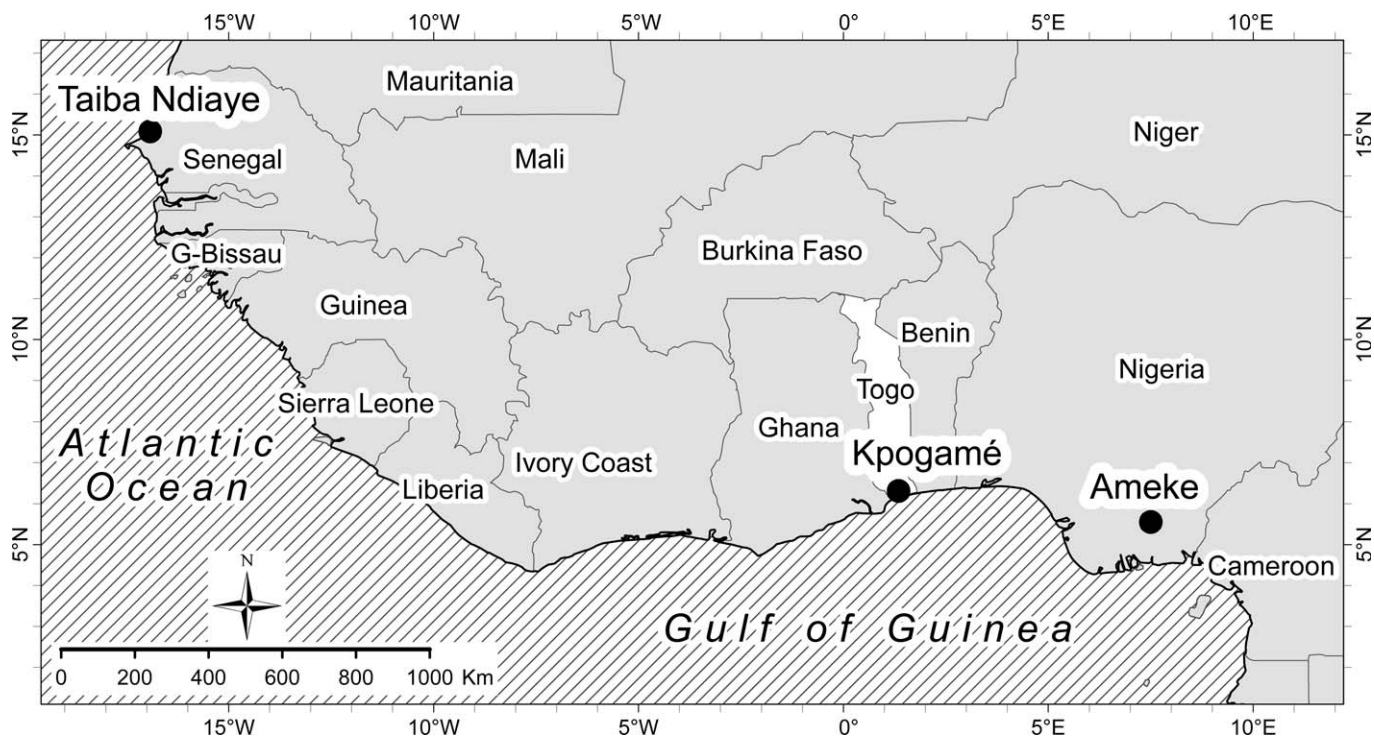 15°W 10°W 5°W 0° 5°E 10°E
Mauritania
Taiba Ndiaye
15°N
Niger
15°N
Senegal
Mali
G-Bissau
Burkina Faso
Guinea
10°N
Benin
10°N
Nigeria
Togo
Sierra Leone
Ghana
Atlantic
Ocean
Ivory Coast
Kpogamé
Liberia
Ameke
5°N
5°N
Cameroon
N
Gulf of Guinea
0 200 400 600 800 1000 Km
15°W 10°W 5°W 0° 5°E 10°E